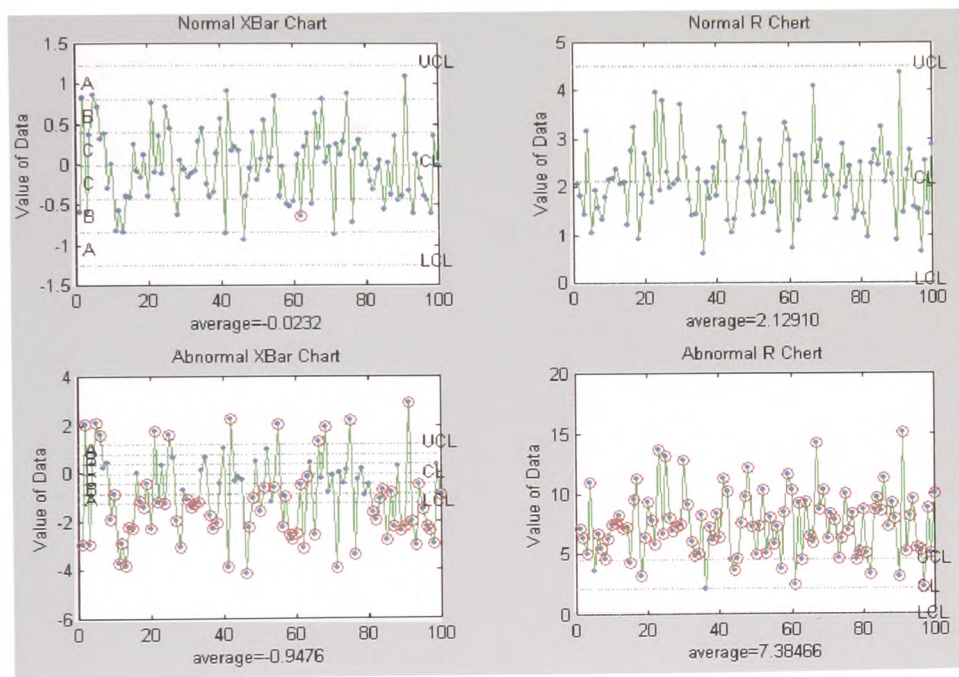 Normal XBar Chart
1.5
1
0.5
0
-0.5
-1
-1.5
Value of Data
A
B
C
C
B
A
UCL
CL
LCL
0 20 40 60 80 100
average=-0.0232
Normal R Chert
5
4
3
2
1
0
Value of Data
UCL
CL
LCL
0 20 40 60 80 100
average=2.12910
Abnormal XBar Chart
4
2
0
-2
-4
-6
Value of Data
UCL
CL
LCL
0 20 40 60 80 100
average=-0.9476
Abnormal R Chert
20
15
10
5
0
Value of Data
UCL
CL
LCL
0 20 40 60 80 100
average=7.38466